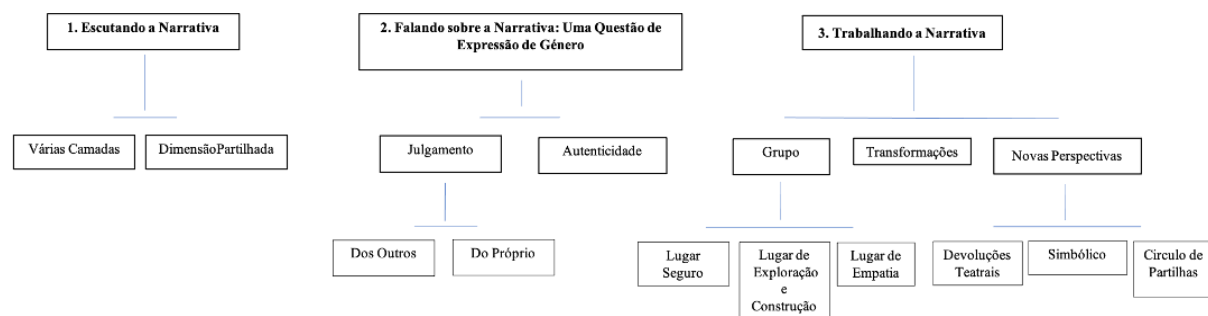 1. Escutando a Narrativa
Várias Camadas
DimensãoPartilhada
2. Falando sobre a Narrativa: Uma Questão de
Expressão de Género
Julgamento
Autenticidade
Dos Outros
Do Próprio
3. Trabalhando a Narrativa
Grupo
Transformações
Novas Perspectivas
Lugar
Seguro
Lugar de
Exploração
e
Construção
Lugar de
Empatia
Devoluções
Teatrais
Simbólico
Circulo de
Partilhas